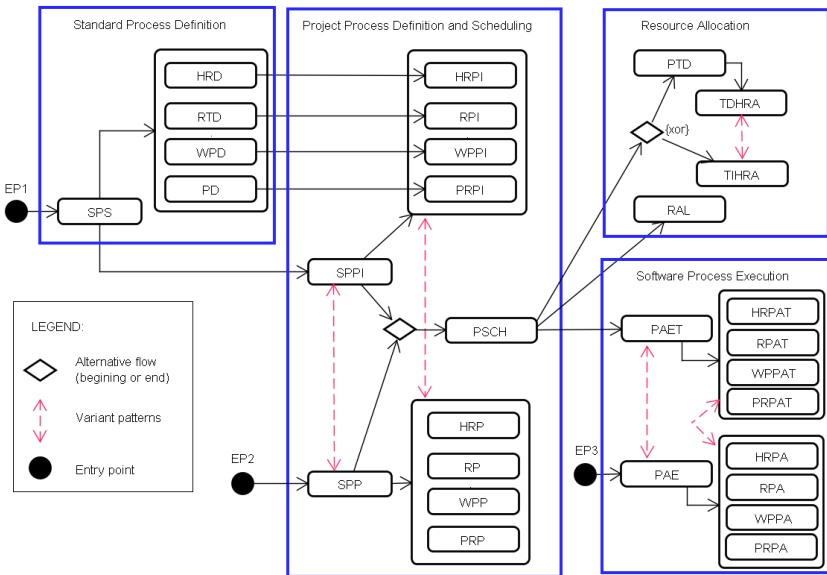 Standard Process Definition
HRD
RTD
WPD
PD
EP1
SPS
Project Process Definition and Scheduling
HRPI
RPI
WPPI
PRPI
SPPI
PSCH
EP2
SPP
HRP
RP
WPP
PRP
Resource Allocation
PTD
TDHRA
{xor}
TIHRA
RAL
Software Process Execution
PAET
HRPAT
RPAT
WPPAT
PRPAT
EP3
PAE
HRPA
RPA
WPPA
PRPA
LEGEND:
Alternative flow
(begining or end)
Variant patterns
Entry point